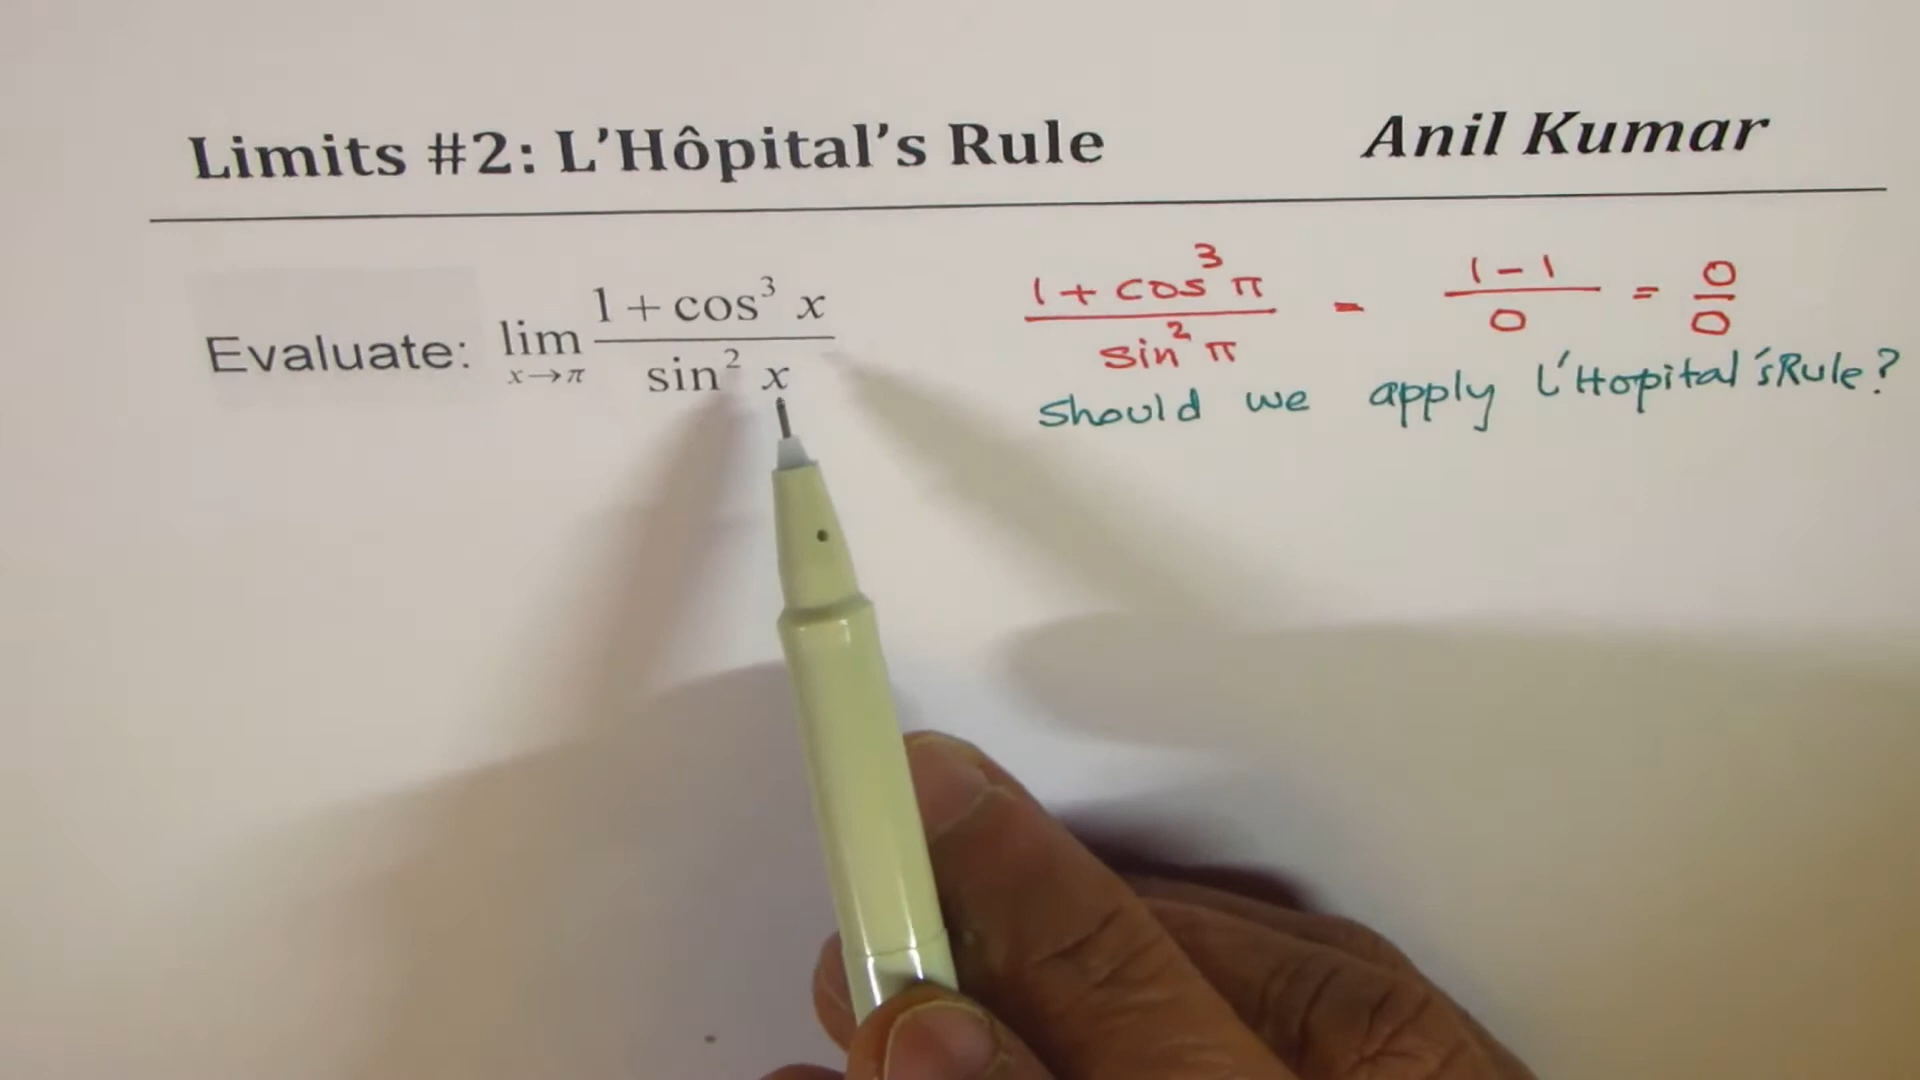 Limits #2: L'Hôpital's Rule
Anil Kumar
Evaluate: lim x→π (1 + cos³ x)/(sin² x)
(1 + cos³ π)/(sin² π) - (1 - 1)/0 = 0/0
Should we apply L'Hopital'sRule?